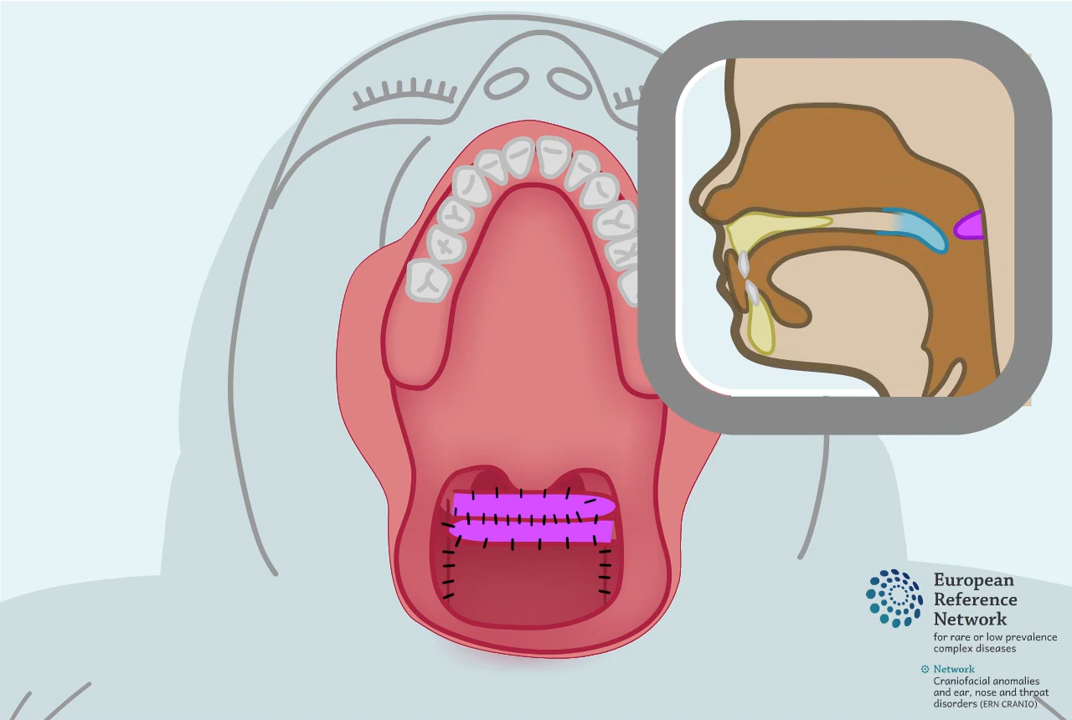 European
Reference
Network
for rare or low prevalence
complex diseases
Network
Craniofacial anomalies
and ear, nose and throat
disorders (ERN CRANIO)